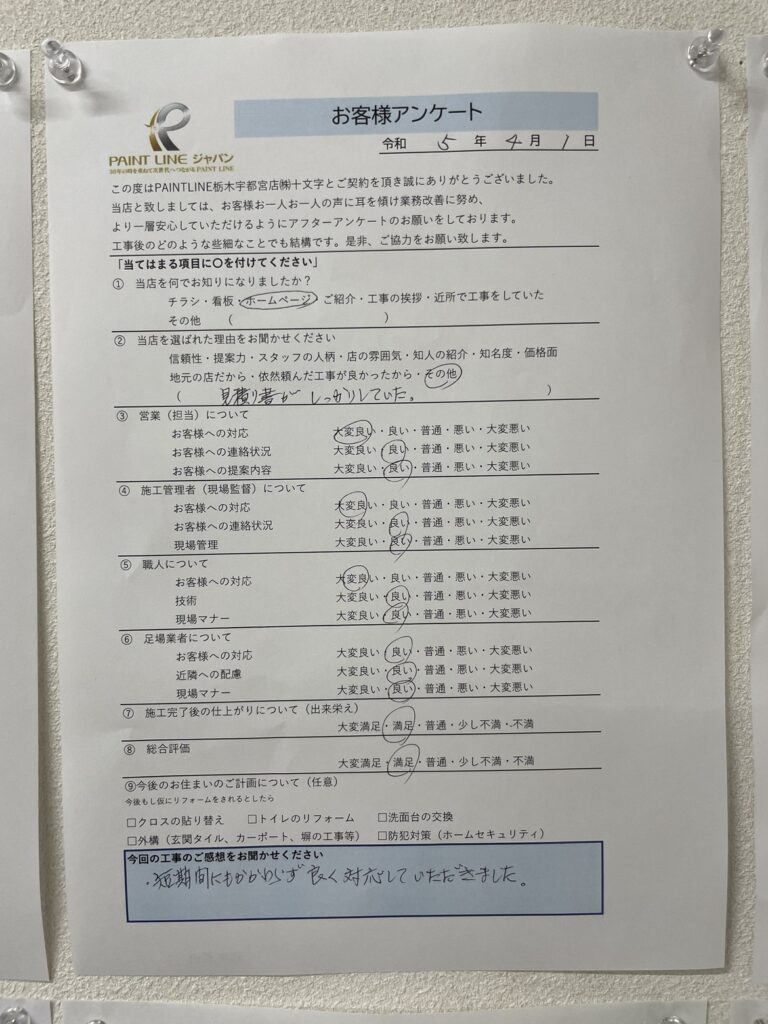 お客様アンケート
令和 5 年 4 月 1 日
PAINT LINE ジャパン
30年の時を重ねて次世代へつながる PAINT LINE
この度はPAINTLINE栃木宇都宮店㈱十文字とご契約を頂き誠にありがとうございました。
当店と致しましては、お客様お一人お一人の声に耳を傾け業務改善に努め、
より一層安心していただけるようにアフターアンケートのお願いをしております。
工事後のどのような些細なことでも結構です。是非、ご協力をお願い致します。
「当てはまる項目に〇を付けてください」
① 当店を何でお知りになりましたか？
チラシ・看板・ホームページ・ご紹介・工事の挨拶・近所で工事をしていた
その他 （ ）
② 当店を選ばれた理由をお聞かせください
信頼性・提案力・スタッフの人柄・店の雰囲気・知人の紹介・知名度・価格面
地元の店だから・依然頼んだ工事が良かったから・その他
（ 見積り書が しっかりしていた。 ）
③ 営業（担当）について
お客様への対応 大変良い・良い・普通・悪い・大変悪い
お客様への連絡状況 大変良い・良い・普通・悪い・大変悪い
お客様への提案内容 大変良い・良い・普通・悪い・大変悪い
④ 施工管理者（現場監督）について
お客様への対応 大変良い・良い・普通・悪い・大変悪い
お客様への連絡状況 大変良い・良い・普通・悪い・大変悪い
現場管理 大変良い・良い・普通・悪い・大変悪い
⑤ 職人について
お客様への対応 大変良い・良い・普通・悪い・大変悪い
技術 大変良い・良い・普通・悪い・大変悪い
現場マナー 大変良い・良い・普通・悪い・大変悪い
⑥ 足場業者について
お客様への対応 大変良い・良い・普通・悪い・大変悪い
近隣への配慮 大変良い・良い・普通・悪い・大変悪い
現場マナー 大変良い・良い・普通・悪い・大変悪い
⑦ 施工完了後の仕上がりについて（出来栄え）
大変満足・満足・普通・少し不満・不満
⑧ 総合評価
大変満足・満足・普通・少し不満・不満
⑨今後のお住まいのご計画について（任意）
今後もし仮にリフォームをされるとしたら
□クロスの貼り替え □トイレのリフォーム □洗面台の交換
□外構（玄関タイル、カーポート、塀の工事等） □防犯対策（ホームセキュリティ）
今回の工事のご感想をお聞かせください
・短期間にもかかわらず良く対応していただきました。